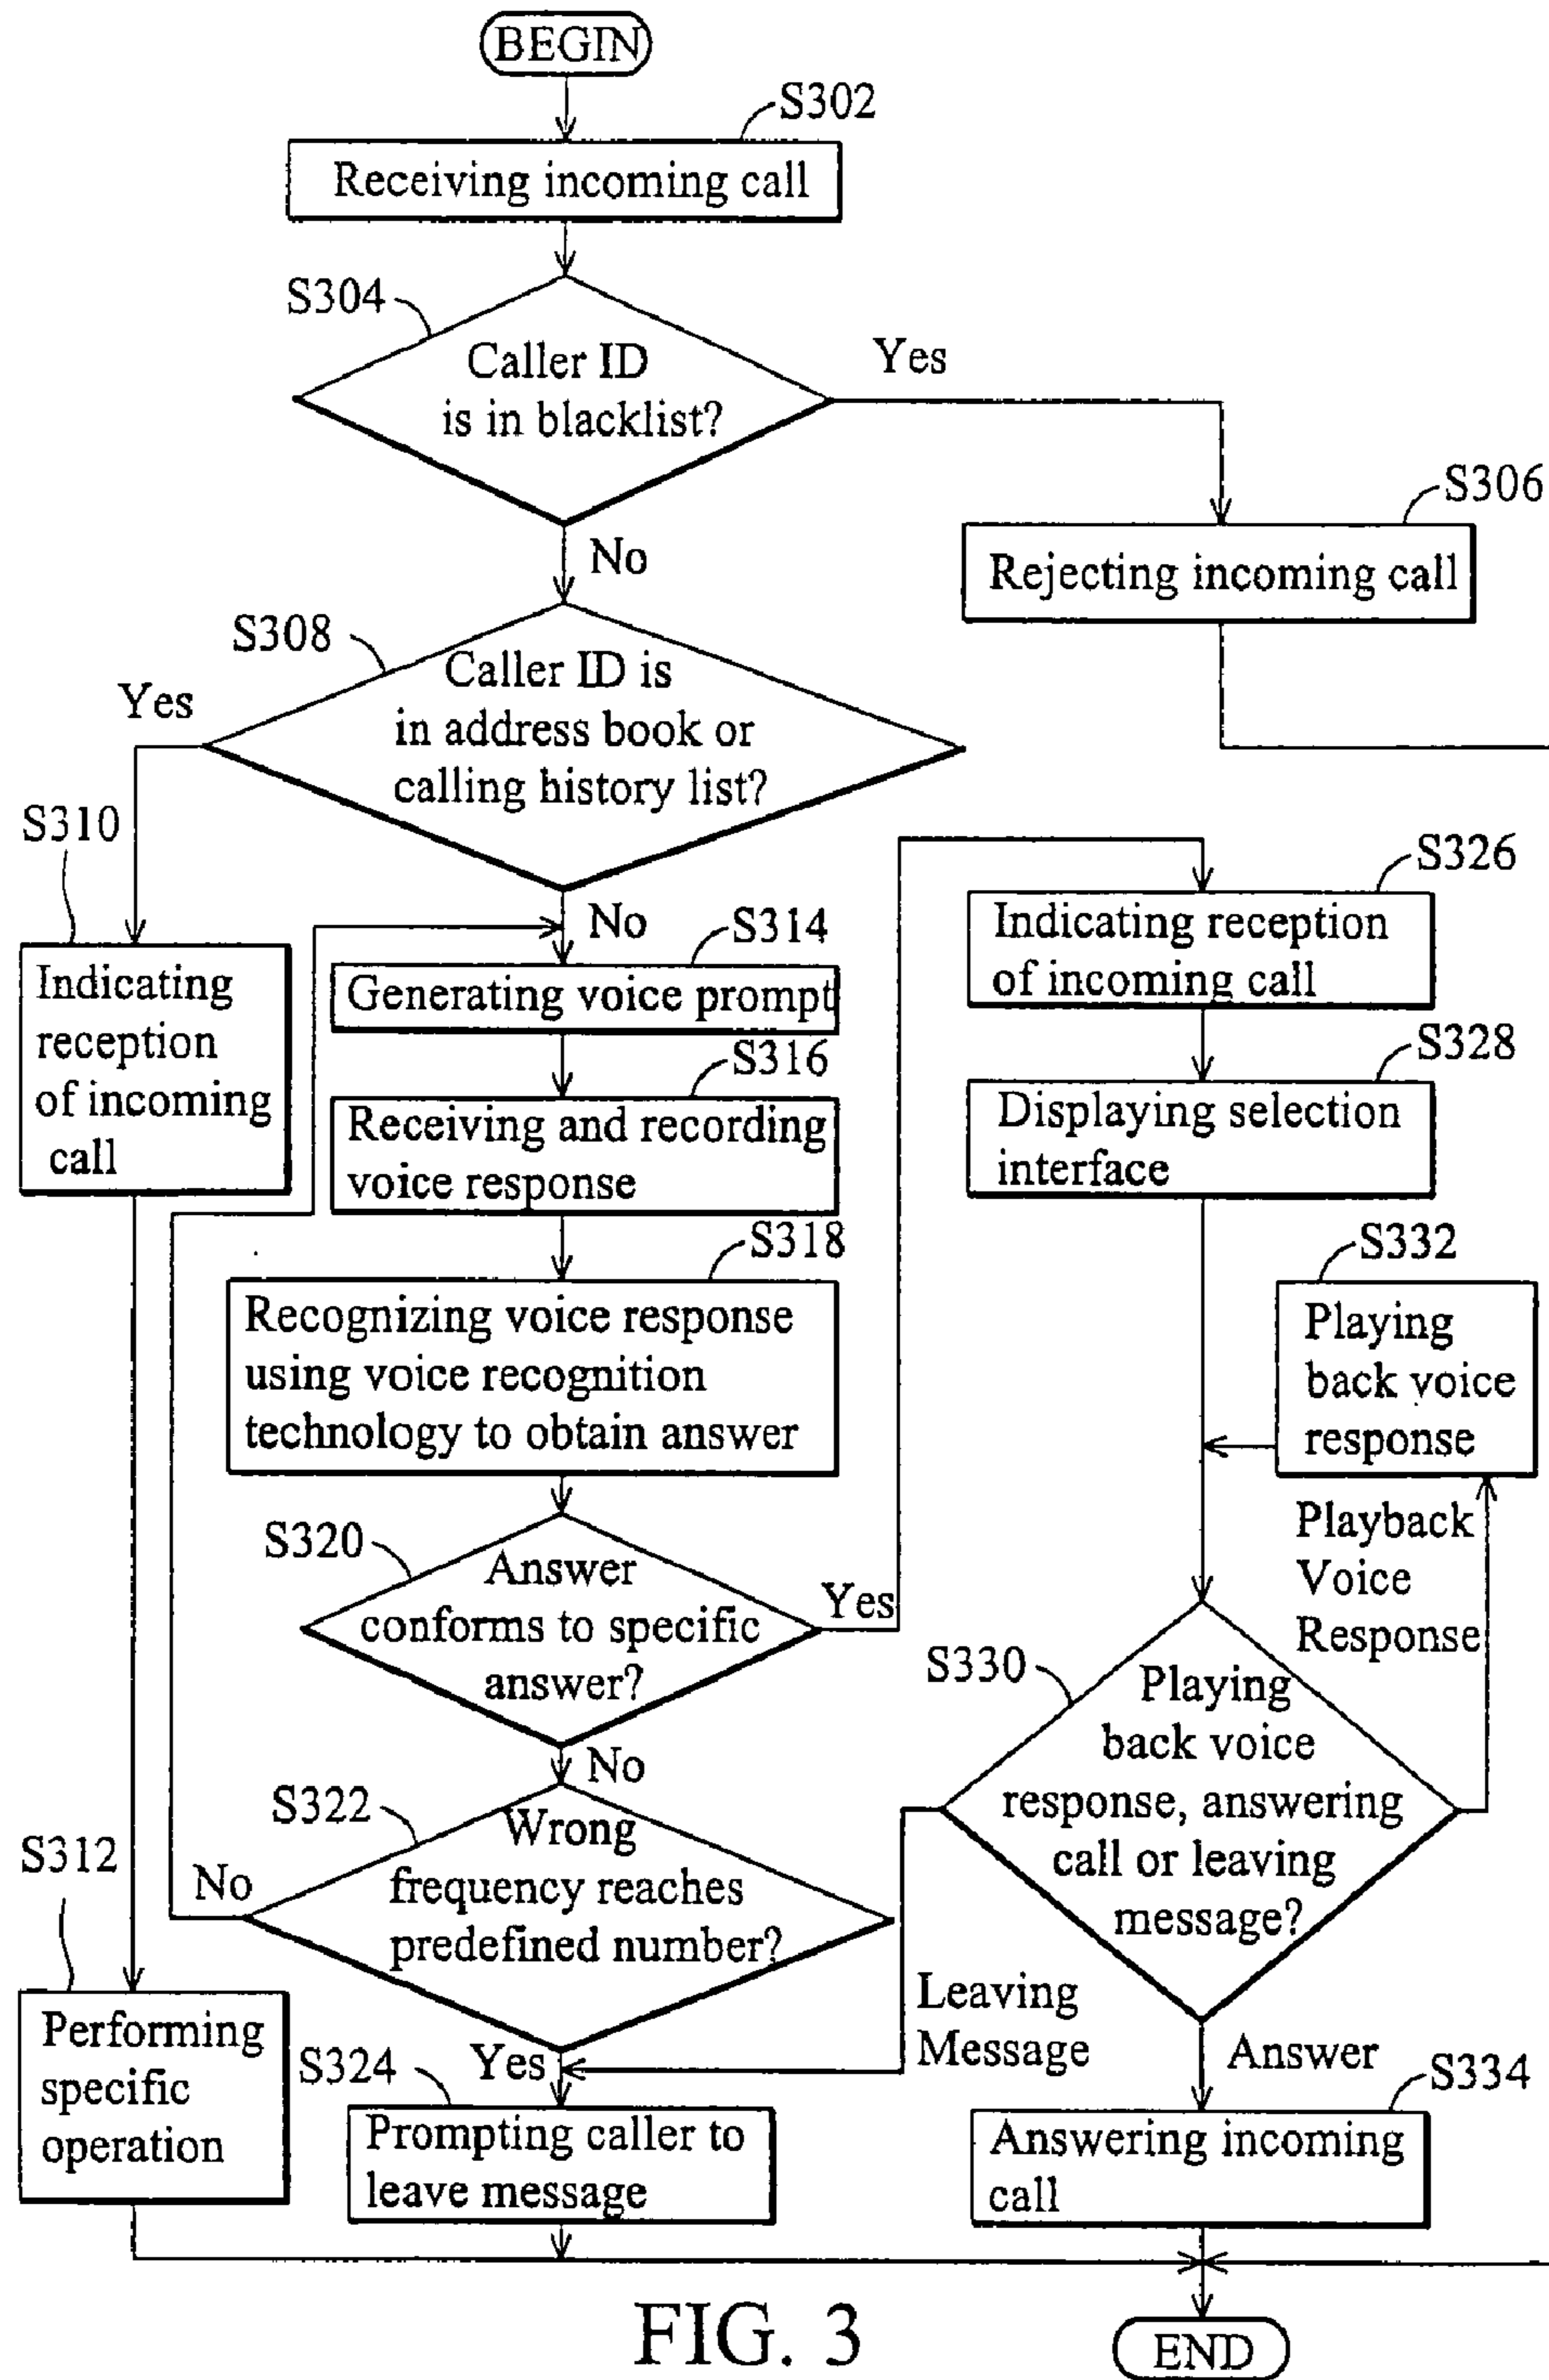 BEGIN
S302
Receiving incoming call
S304
Caller ID
is in blacklist?
Yes
No
S306
Rejecting incoming call
S308
Caller ID is
in address book or
calling history list?
Yes
No
S310
Indicating
reception
of incoming
call
S312
Performing
specific
operation
S314
Generating voice prompt
S316
Receiving and recording
voice response
S318
Recognizing voice response
using voice recognition
technology to obtain answer
S320
Answer
conforms to specific
answer?
Yes
No
S322
Wrong
frequency reaches
predefined number?
No
Yes
S324
Prompting caller to
leave message
S326
Indicating reception
of incoming call
S328
Displaying selection
interface
S332
Playing
back voice
response
Playback
Voice
Response
S330
Playing
back voice
response, answering
call or leaving
message?
Leaving
Message
Answer
S334
Answering incoming
call
FIG. 3
END